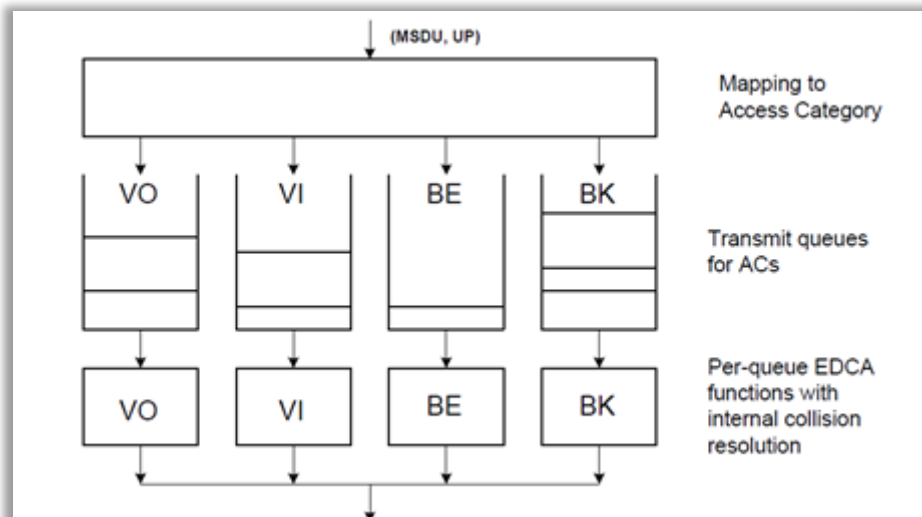 (MSDU, UP)
Mapping to
Access Category
VO
VI
BE
BK
Transmit queues
for ACs
Per-queue EDCA
functions with
internal collision
resolution
VO
VI
BE
BK